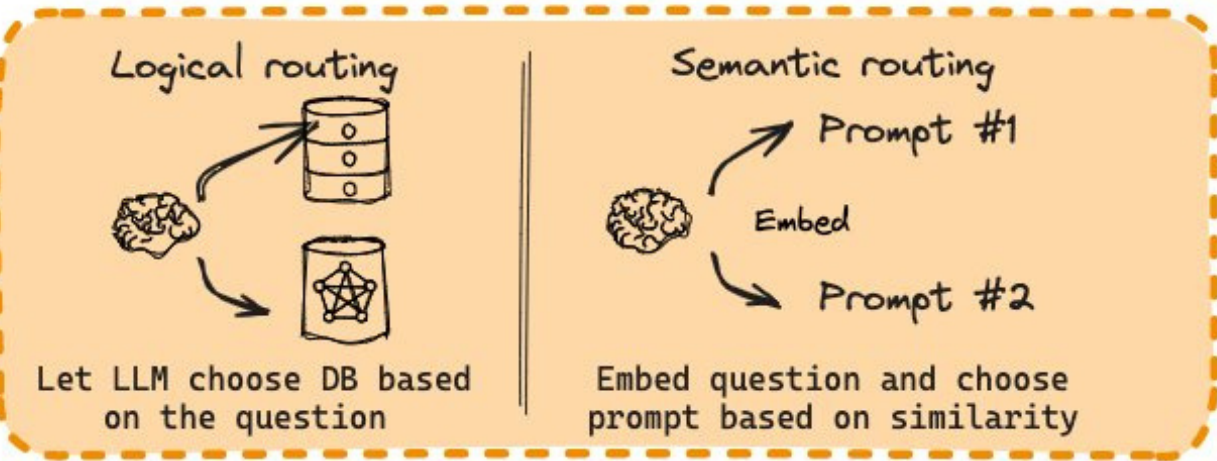 Logical routing
Let LLM choose DB based
on the question
Semantic routing
Prompt #1
Embed
Prompt #2
Embed question and choose
prompt based on similarity